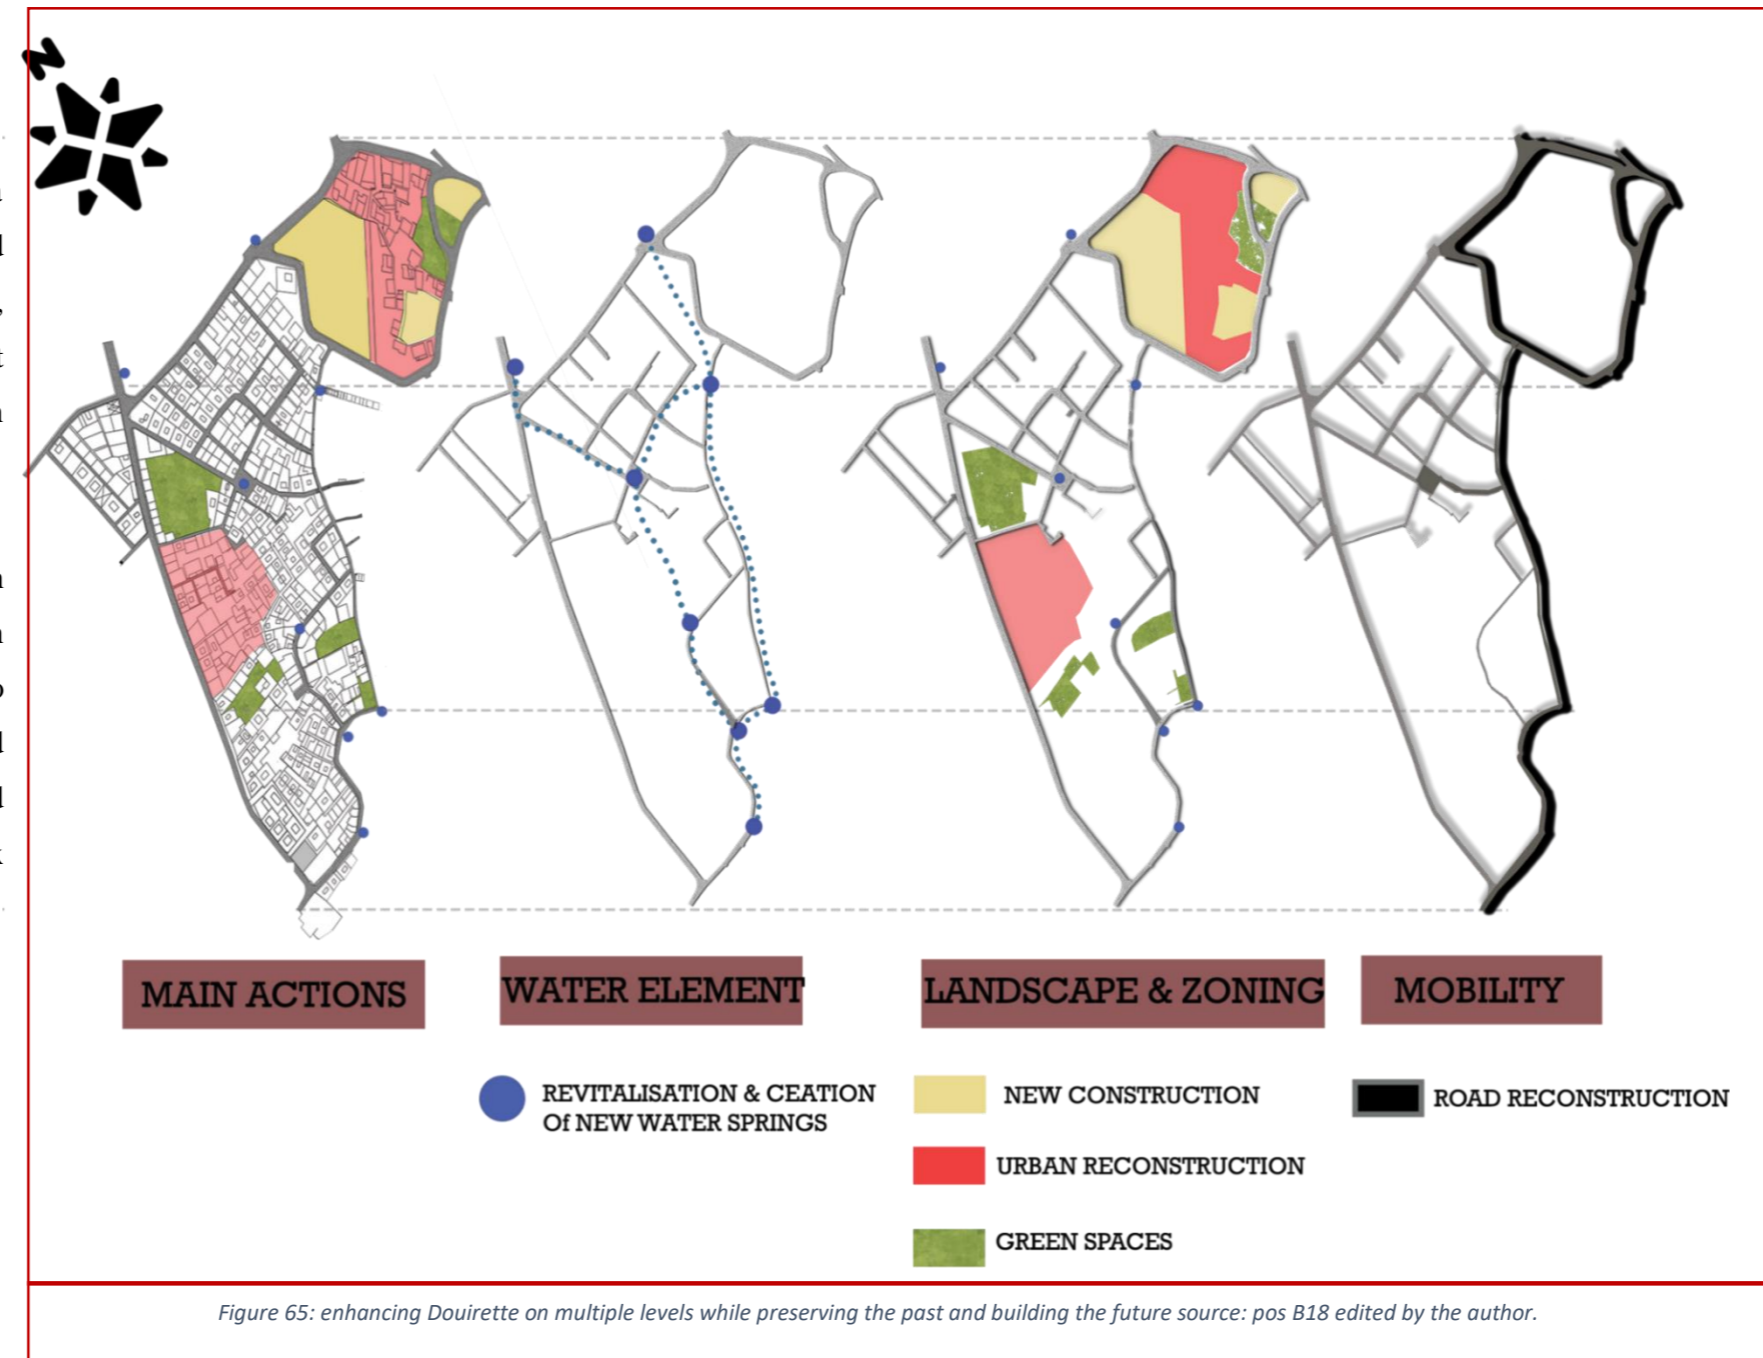 N
MAIN ACTIONS
WATER ELEMENT
LANDSCAPE & ZONING
MOBILITY
REVITALISATION & CEATION
Of NEW WATER SPRINGS
NEW CONSTRUCTION
URBAN RECONSTRUCTION
GREEN SPACES
ROAD RECONSTRUCTION
Figure 65: enhancing Douirette on multiple levels while preserving the past and building the future source: pos B18 edited by the author.